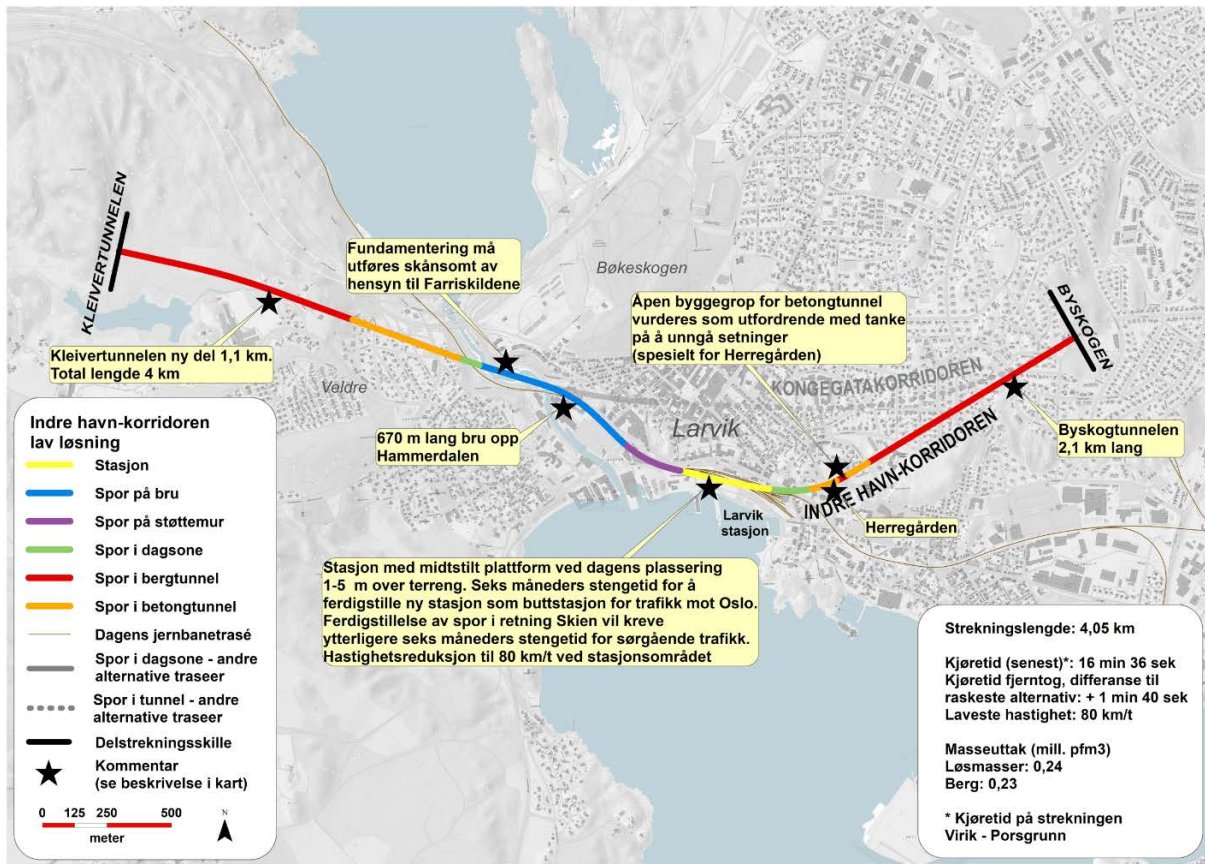 KLEIVERTUNNELEN
Fundamentering må
utføres skånsomt av
hensyn til Farriskildene
Bøkeskogen
Åpen byggegrop for betongtunnel
vurderes som utfordrende med tanke
på å unngå setninger
(spesielt for Herregården)
BYSKOGEN
Kleivertunnelen ny del 1,1 km.
Total lengde 4 km
Veldre
KONGEGATAKORRIDOREN
670 m lang bru opp
Hammerdalen
Larvik
Byskogtunnelen
2,1 km lang
INDRE HAVN-KORRIDOREN
Larvik
stasjon
Herregården
Stasjon med midtstilt plattform ved dagens plassering
1-5 m over terreng. Seks måneders stengetid for å
ferdigstille ny stasjon som buttstasjon for trafikk mot Oslo.
Ferdigstillelse av spor i retning Skien vil kreve
ytterligere seks måneders stengetid for sørgående trafikk.
Hastighetsreduksjon til 80 km/t ved stasjonsområdet
Indre havn-korridoren
lav løsning
Stasjon
Spor på bru
Spor på støttemur
Spor i dagsone
Spor i bergtunnel
Spor i betongtunnel
Dagens jernbanetrasé
Spor i dagsone - andre
alternative traseer
Spor i tunnel - andre
alternative traseer
Delstrekningsskille
Kommentar
(se beskrivelse i kart)
0 125 250 500
meter
N
Strekningslengde: 4,05 km
Kjøretid (senest)*: 16 min 36 sek
Kjøretid fjerntog, differanse til
raskeste alternativ: + 1 min 40 sek
Laveste hastighet: 80 km/t
Masseuttak (mill. pfm3)
Løsmasser: 0,24
Berg: 0,23
* Kjøretid på strekningen
Virik - Porsgrunn